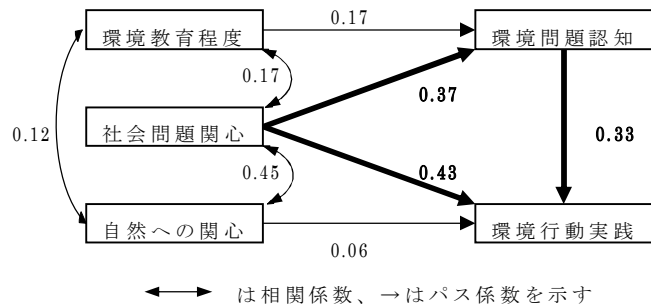 0.17
環境教育程度
環境問題認知
0.17
0.37
社会問題関心
0.12
0.33
0.43
0.45
自然への関心
環境行動実践
0.06
は相関係数、→はパス係数を示す